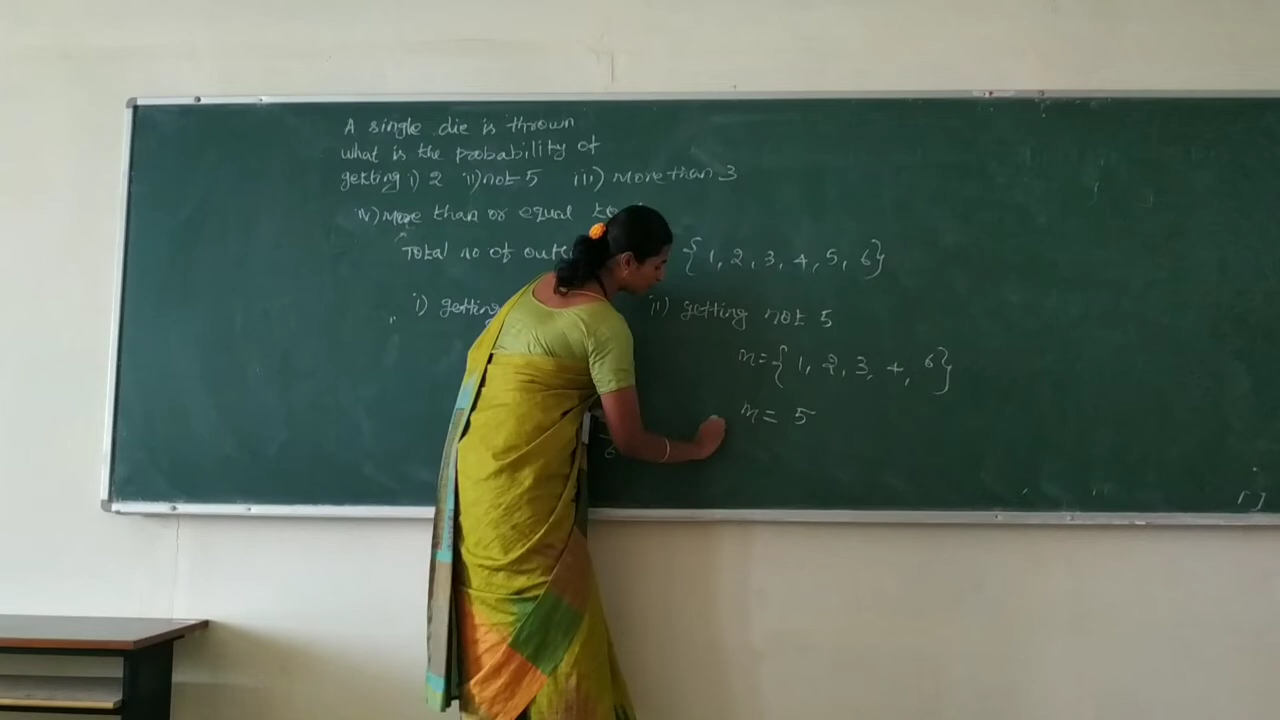 A single die is thrown
what is the probability of
getting i) 2 ii) not 5 iii) More than 3
iv) More than or equal to
Total no of {1, 2, 3, 4, 5, 6}
i) getting
ii) getting not 5
m = {1, 2, 3, 4, 6}
m = 5
6